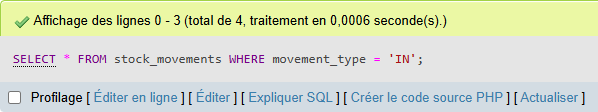 Affichage des lignes 0 - 3 (total de 4, traitement en 0,0006 seconde(s).)
SELECT * FROM stock_movements WHERE movement_type = 'IN';
Profilage [ Éditer en ligne ] [ Éditer ] [ Expliquer SQL ] [ Créer le code source PHP ] [ Actualiser ]